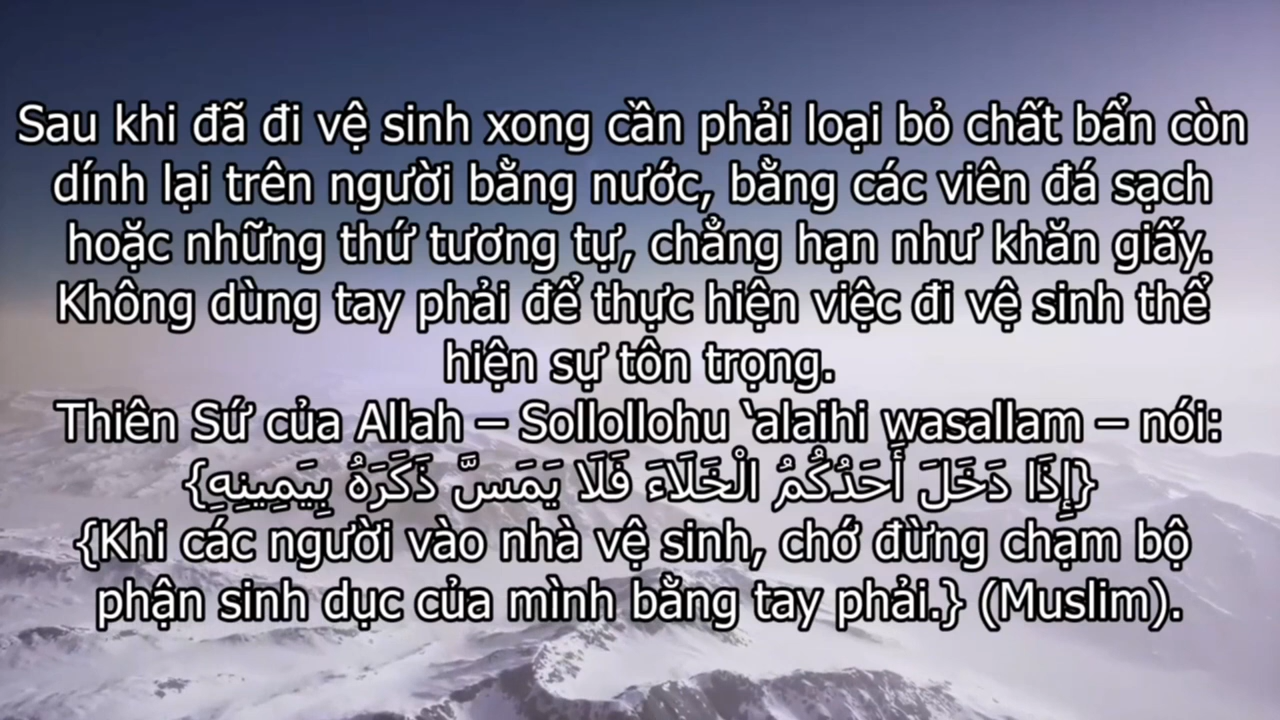 Sau khi đã đi vệ sinh xong cần phải loại bỏ chất bẩn còn
dính lại trên người bằng nước, bằng các viên đá sạch
hoặc những thứ tương tự, chẳng hạn như khăn giấy.
Không dùng tay phải để thực hiện việc đi vệ sinh thể
hiện sự tôn trọng.
Thiên Sứ của Allah – Sollollohu ‘alaihi wasallam – nói:
{إِذَا دَخَلَ أَحَدُكُمُ الْخَلَاءَ فَلَا يَمَسَّ ذَكَرَهُ بِيَمِينِهِ}
{Khi các người vào nhà vệ sinh, chớ đừng chạm bộ
phận sinh dục của mình bằng tay phải.} (Muslim).